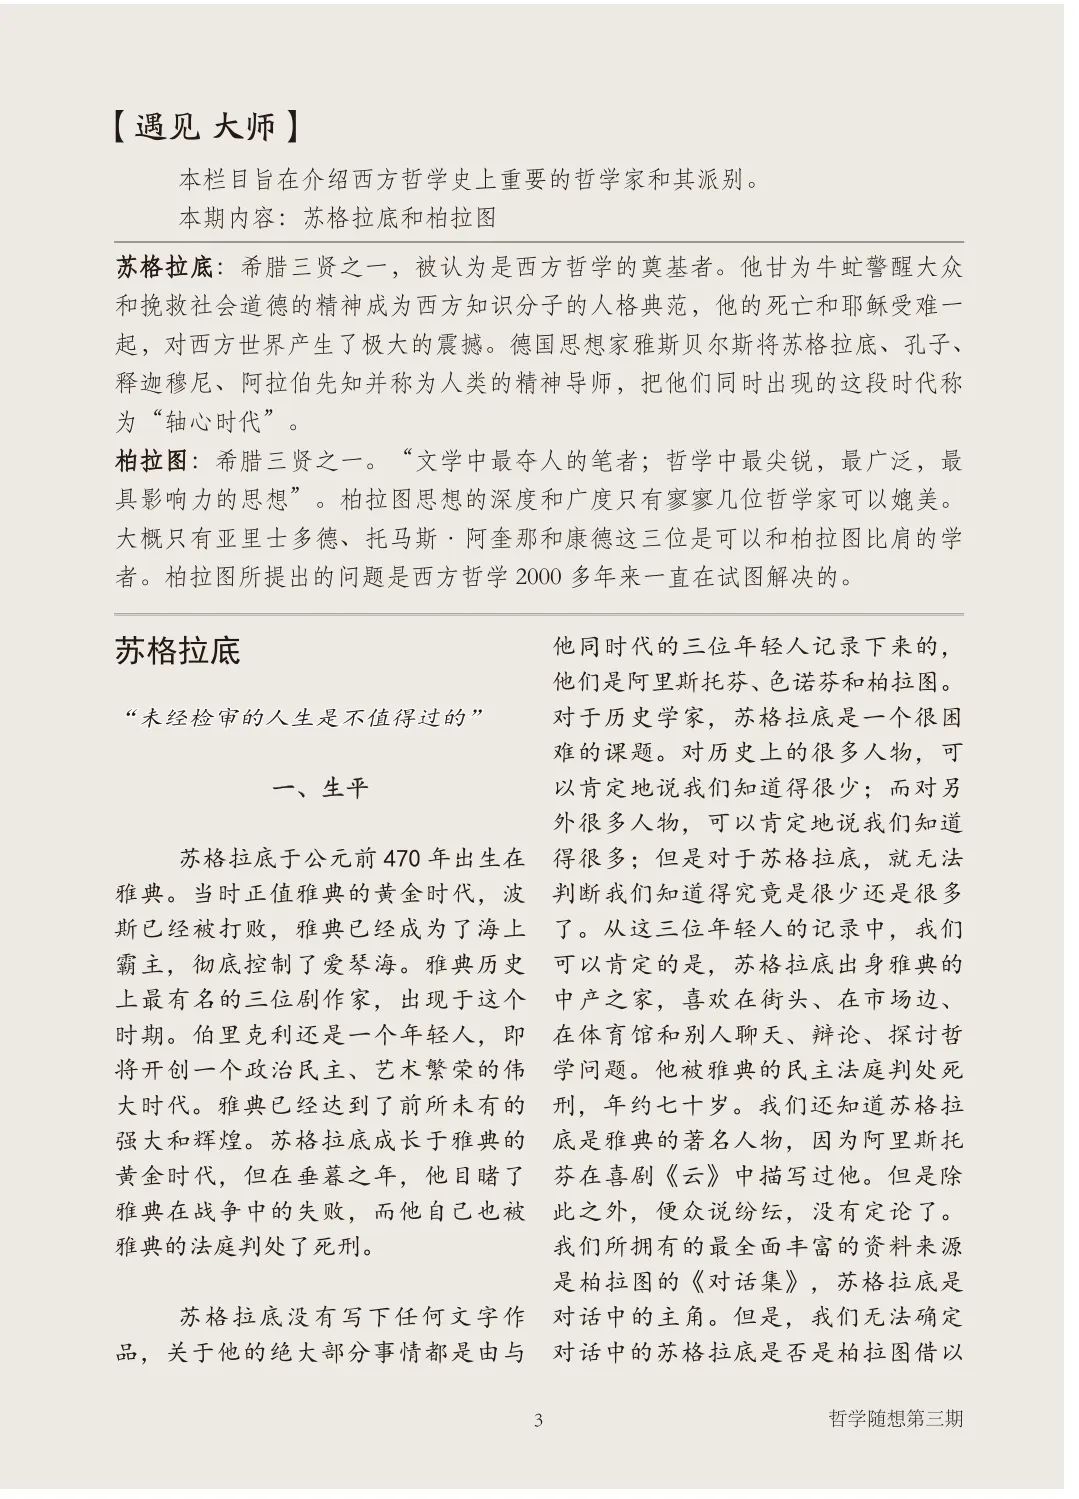 【遇见 大师】
本栏目旨在介绍西方哲学史上重要的哲学家和其派别。
本期内容：苏格拉底和柏拉图
苏格拉底：希腊三贤之一，被认为是西方哲学的奠基者。他甘为牛虻警醒大众
和挽救社会道德的精神成为西方知识分子的人格典范，他的死亡和耶稣受难一
起，对西方世界产生了极大的震撼。德国思想家雅斯贝尔斯将苏格拉底、孔子、
释迦穆尼、阿拉伯先知并称为人类的精神导师，把他们同时出现的这段时代称
为“轴心时代”。
柏拉图：希腊三贤之一。“文学中最夺人的笔者；哲学中最尖锐，最广泛，最
具影响力的思想”。柏拉图思想的深度和广度只有寥寥几位哲学家可以媲美。
大概只有亚里士多德、托马斯·阿奎那和康德这三位是可以和柏拉图比肩的学
者。柏拉图所提出的问题是西方哲学 2000 多年来一直在试图解决的。
苏格拉底
“未经检审的人生是不值得过的”
一、生平
苏格拉底于公元前 470 年出生在
雅典。当时正值雅典的黄金时代，波
斯已经被打败，雅典已经成为了海上
霸主，彻底控制了爱琴海。雅典历史
上最有名的三位剧作家，出现于这个
时期。伯里克利还是一个年轻人，即
将开创一个政治民主、艺术繁荣的伟
大时代。雅典已经达到了前所未有的
强大和辉煌。苏格拉底成长于雅典的
黄金时代，但在垂暮之年，他目睹了
雅典在战争中的失败，而他自己也被
雅典的法庭判处了死刑。
苏格拉底没有写下任何文字作
品，关于他的绝大部分事情都是由与
他同时代的三位年轻人记录下来的，
他们是阿里斯托芬、色诺芬和柏拉图。
对于历史学家，苏格拉底是一个很困
难的课题。对历史上的很多人物，可
以肯定地说我们知道得很少；而对另
外很多人物，可以肯定地说我们知道
得很多；但是对于苏格拉底，就无法
判断我们知道得究竟是很少还是很多
了。从这三位年轻人的记录中，我们
可以肯定的是，苏格拉底出身雅典的
中产之家，喜欢在街头、在市场边、
在体育馆和别人聊天、辩论、探讨哲
学问题。他被雅典的民主法庭判处死
刑，年约七十岁。我们还知道苏格拉
底是雅典的著名人物，因为阿里斯托
芬在喜剧《云》中描写过他。但是除
此之外，便众说纷纭，没有定论了。
我们所拥有的最全面丰富的资料来源
是柏拉图的《对话集》，苏格拉底是
对话中的主角。但是，我们无法确定
对话中的苏格拉底是否是柏拉图借以
3
哲学随想第三期